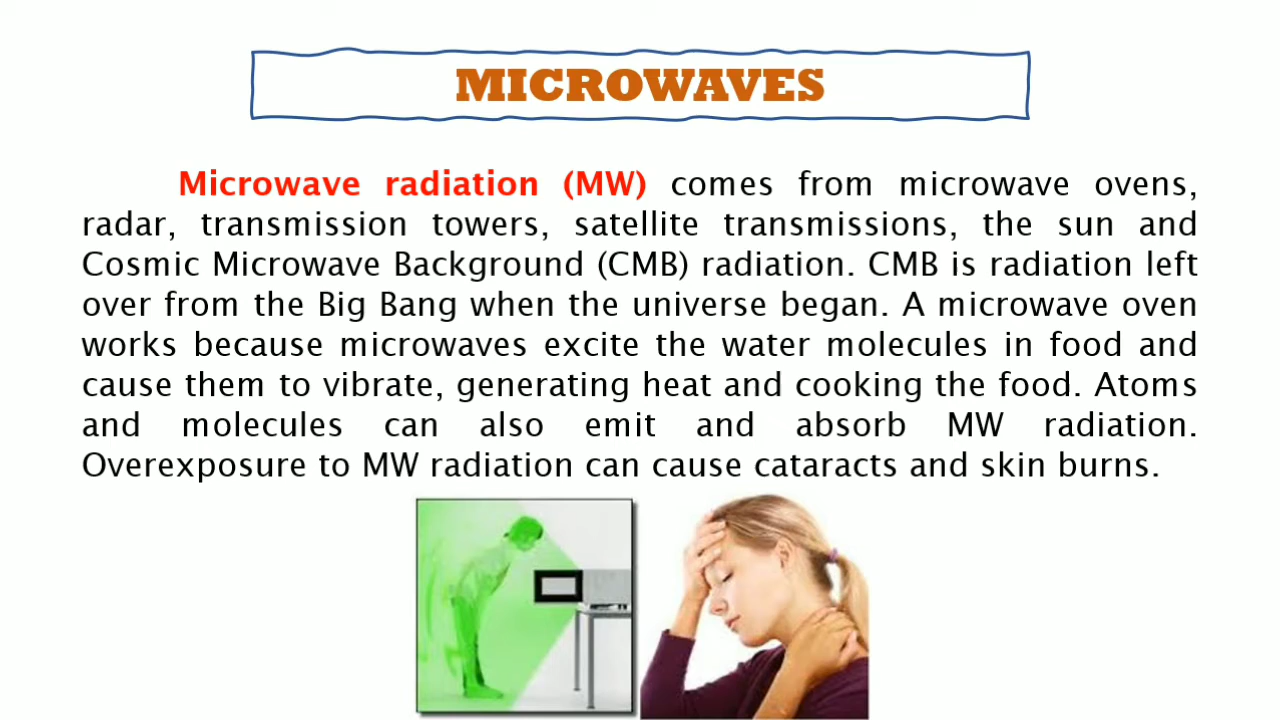 MICROWAVES
Microwave radiation (MW) comes from microwave ovens,
radar, transmission towers, satellite transmissions, the sun and
Cosmic Microwave Background (CMB) radiation. CMB is radiation left
over from the Big Bang when the universe began. A microwave oven
works because microwaves excite the water molecules in food and
cause them to vibrate, generating heat and cooking the food. Atoms
and molecules can also emit and absorb MW radiation.
Overexposure to MW radiation can cause cataracts and skin burns.